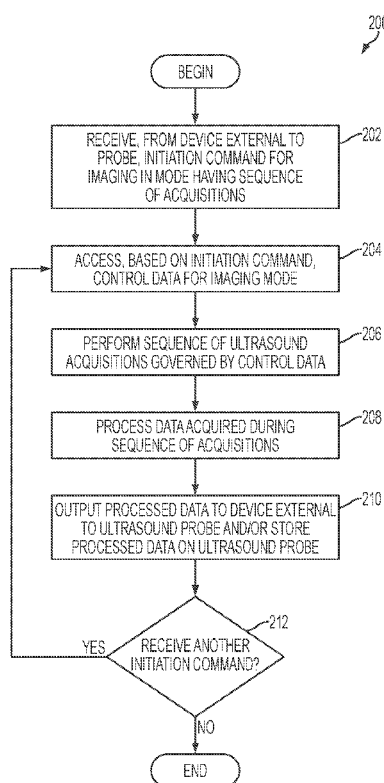 200
BEGIN
RECEIVE, FROM DEVICE EXTERNAL TO
PROBE, INITIATION COMMAND FOR
IMAGING IN MODE HAVING SEQUENCE
OF ACQUISITIONS
202
ACCESS, BASED ON INITIATION COMMAND,
CONTROL DATA FOR IMAGING MODE
204
PERFORM SEQUENCE OF ULTRASOUND
ACQUISITIONS GOVERNED BY CONTROL DATA
206
PROCESS DATA ACQUIRED DURING
SEQUENCE OF ACQUISITIONS
208
OUTPUT PROCESSED DATA TO DEVICE EXTERNAL
TO ULTRASOUND PROBE AND/OR STORE
PROCESSED DATA ON ULTRASOUND PROBE
210
212
YES
RECEIVE ANOTHER
INITIATION COMMAND?
NO
END